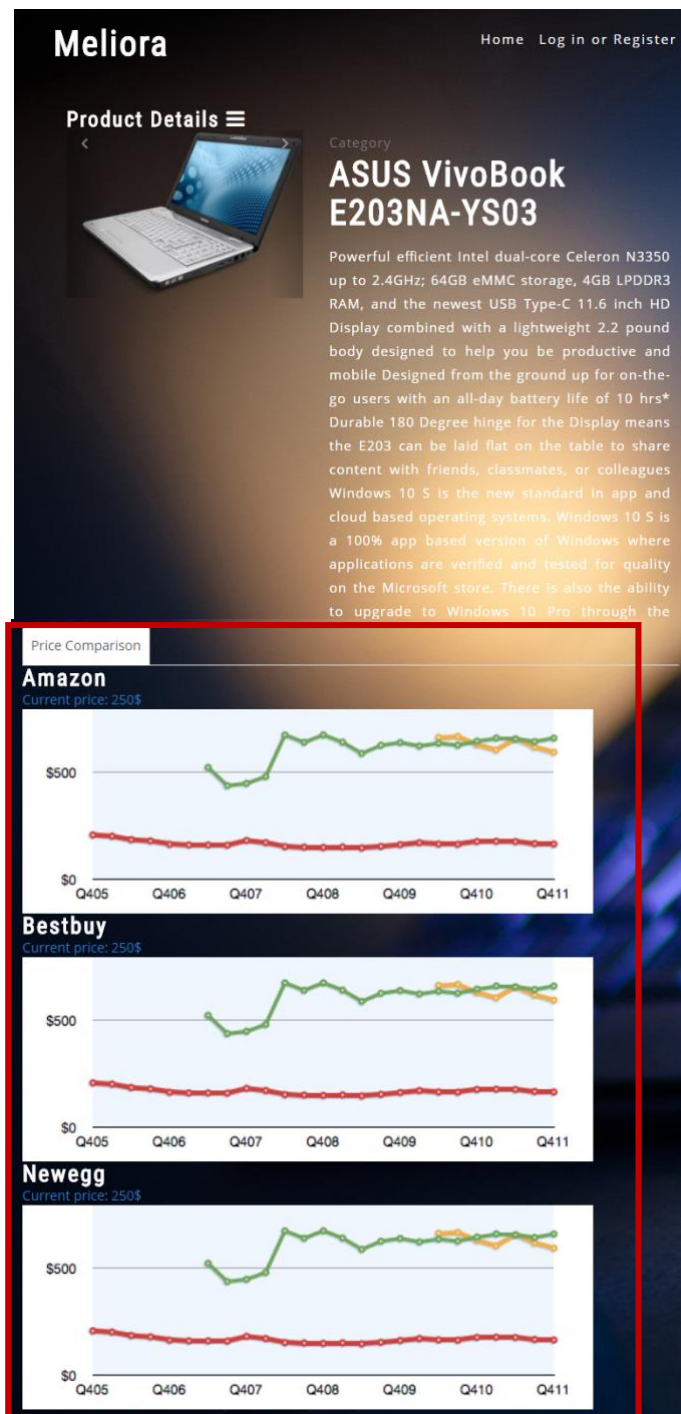 Meliora
Home Log in or Register
Product Details
Category
ASUS VivoBook
E203NA-YS03
Powerful efficient Intel dual-core Celeron N3350
up to 2.4GHz; 64GB eMMC storage, 4GB LPDDR3
RAM, and the newest USB Type-C 11.6 inch HD
Display combined with a lightweight 2.2 pound
body designed to help you be productive and
mobile Designed from the ground up for on-the-
go users with an all-day battery life of 10 hrs*
Durable 180 Degree hinge for the Display means
the E203 can be laid flat on the table to share
content with friends, classmates, or colleagues
Windows 10 S is the new standard in app and
cloud based operating systems. Windows 10 S is
a 100% app based version of Windows where
applications are verified and tested for quality
on the Microsoft store. There is also the ability
to upgrade to Windows 10 Pro through the
Price Comparison
Amazon
Current price: 250$
$500
$0
Q405 Q406 Q407 Q408 Q409 Q410 Q411
Bestbuy
Current price: 250$
$500
$0
Q405 Q406 Q407 Q408 Q409 Q410 Q411
Newegg
Current price: 250$
$500
$0
Q405 Q406 Q407 Q408 Q409 Q410 Q411